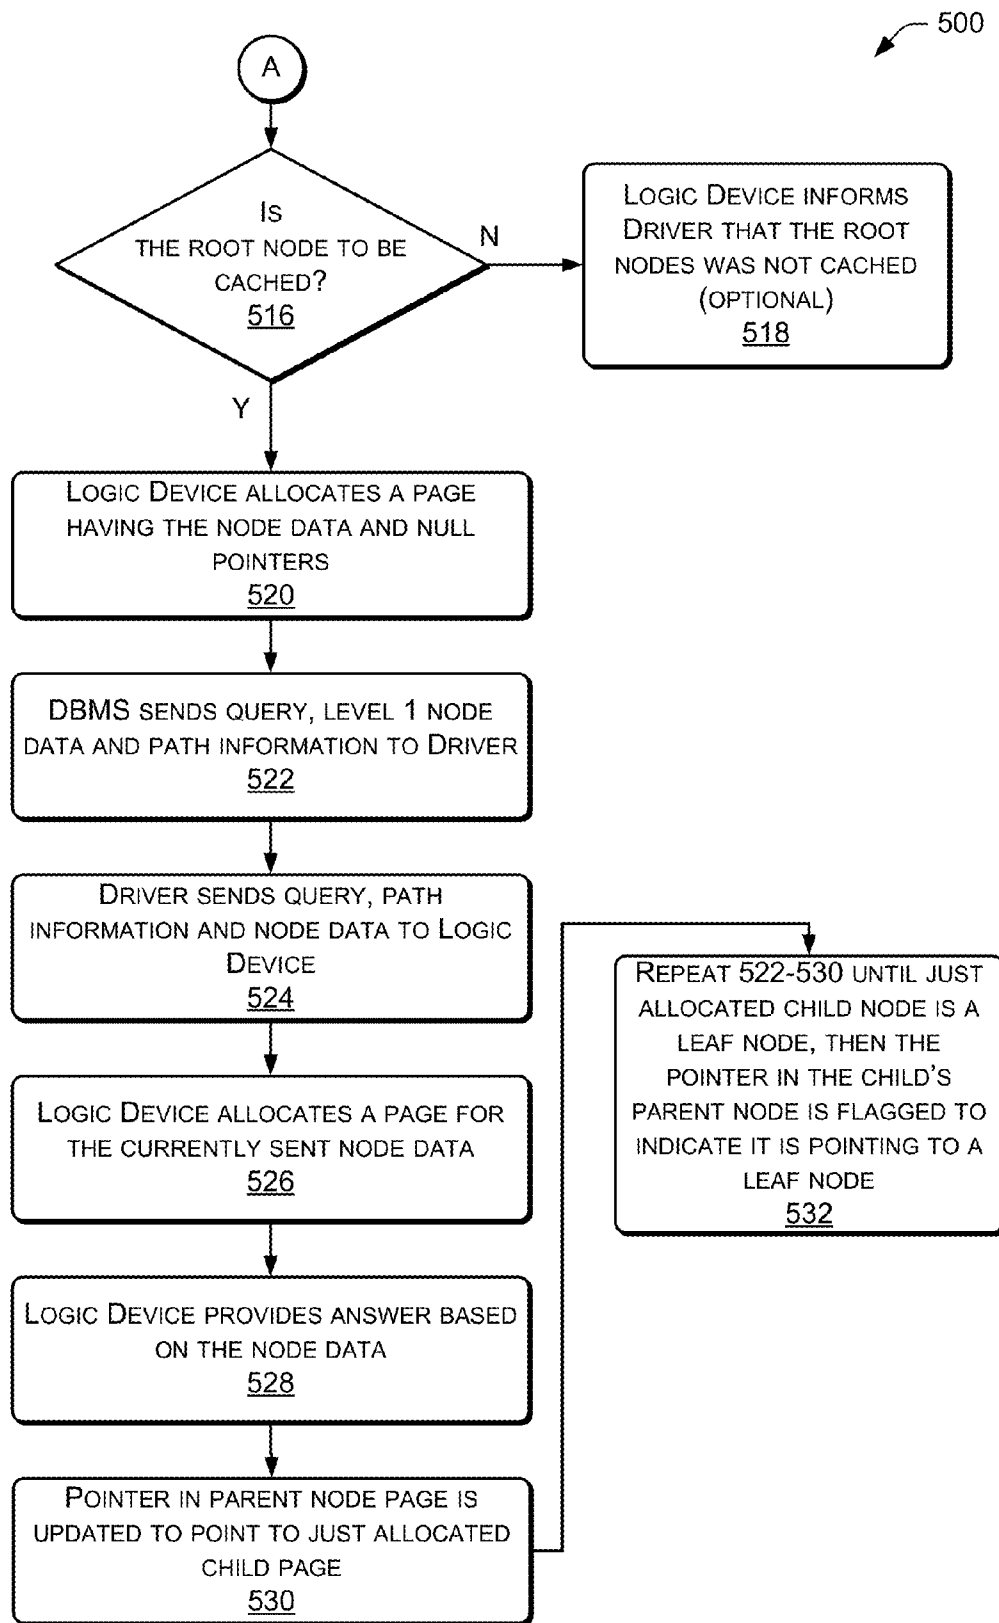 500
A
Is
the root node to be
cached?
516
N
Y
Logic Device informs
Driver that the root
nodes was not cached
(optional)
518
Logic Device allocates a page
having the node data and null
pointers
520
DBMS sends query, level 1 node
data and path information to Driver
522
Driver sends query, path
information and node data to Logic
Device
524
Logic Device allocates a page for
the currently sent node data
526
Logic Device provides answer based
on the node data
528
Pointer in parent node page is
updated to point to just allocated
child page
530
Repeat 522-530 until just
allocated child node is a
leaf node, then the
pointer in the child's
parent node is flagged to
indicate it is pointing to a
leaf node
532